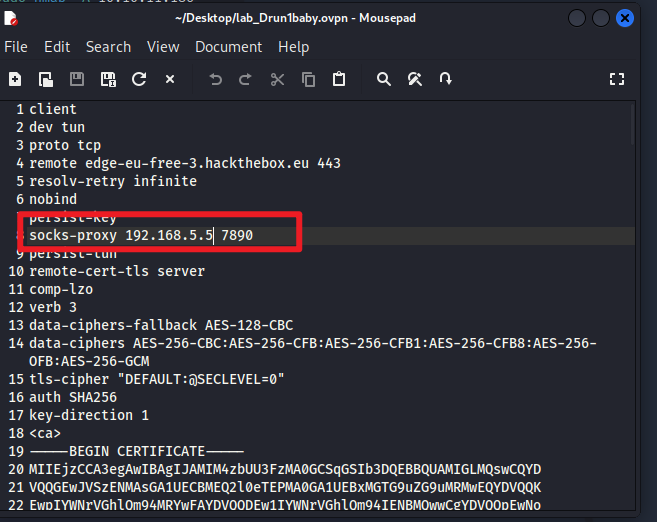 ~/Desktop/lab_Drun1baby.ovpn - Mousepad
File Edit Search View Document Help
1 client
2 dev tun
3 proto tcp
4 remote edge-eu-free-3.hackthebox.eu 443
5 resolv-retry infinite
6 nobind
persist-key
socks-proxy 192.168.5.5 7890
9 persist-tun
10 remote-cert-tls server
11 comp-lzo
12 verb 3
13 data-ciphers-fallback AES-128-CBC
14 data-ciphers AES-256-CBC:AES-256-CFB:AES-256-CFB1:AES-256-CFB8:AES-256-
OFB:AES-256-GCM
15 tls-cipher "DEFAULT:@SECLEVEL=0"
16 auth SHA256
17 key-direction 1
18 <ca>
19 -----BEGIN CERTIFICATE-----
20 MIIEjzCCA3egAwIBAgIJAMIM4zbUU3FzMA0GCSqGSIb3DQEBBQUAMIGLMQswCQYD
21 VQQGEwJVSzENMAsGA1UECBMEQ2l0eTEPMA0GA1UEBxMGTG9uZG9uMRMwEQYDVQQK
22